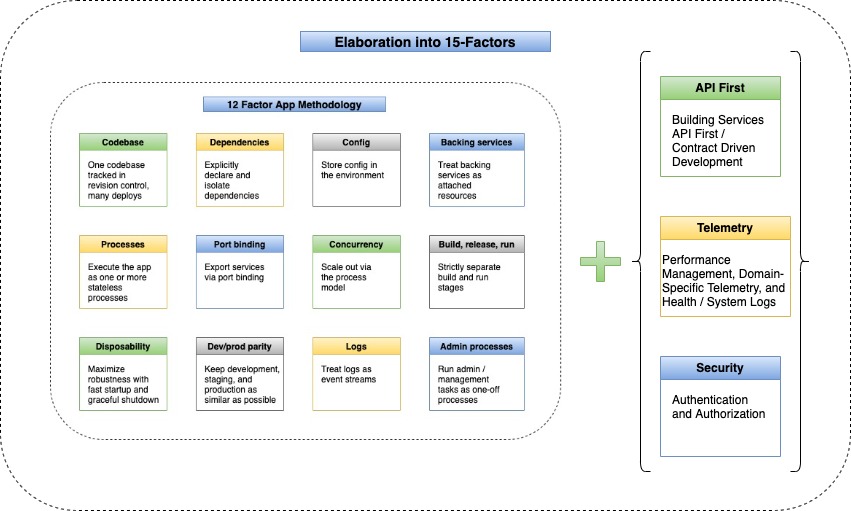 Elaboration into 15-Factors
12 Factor App Methodology
Codebase
One codebase
tracked in
revision control,
many deploys
Dependencies
Explicitly
declare and
isolate
dependencies
Config
Store config in
the environment
Backing services
Treat backing
services as
attached
resources
Processes
Execute the app
as one or more
stateless
processes
Port binding
Export services
via port binding
Concurrency
Scale out via
the process
model
Build, release, run
Strictly separate
build and run
stages
Disposability
Maximize
robustness with
fast startup and
graceful shutdown
Dev/prod parity
Keep development,
staging, and
production as
similar as possible
Logs
Treat logs as
event streams
Admin processes
Run admin /
management
tasks as one-off
processes
API First
Building Services
API First /
Contract Driven
Development
Telemetry
Performance
Management, Domain-
Specific Telemetry, and
Health / System Logs
Security
Authentication
and Authorization